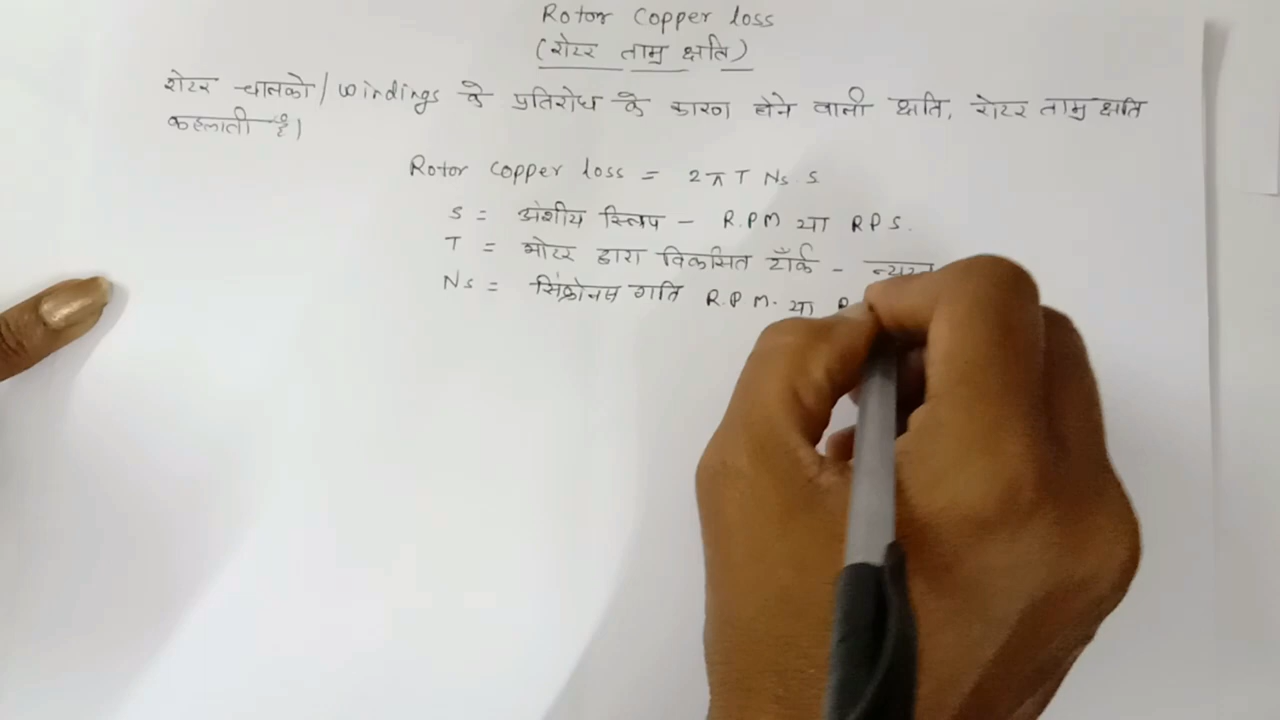 Rotor Copper loss
(रोटर ताम्र क्षति)
रोटर चालको/windings के प्रतिरोध के कारण होने वाली क्षति, रोटर ताम्र क्षति
कहलाती है।
Rotor Copper loss = 2π T Ns S
S = अंशीय स्लिप - R.P.M या RPS.
T = मोटर द्वारा विकसित टॉर्क -
Ns = सिंक्रोनस गति R.P.M. या